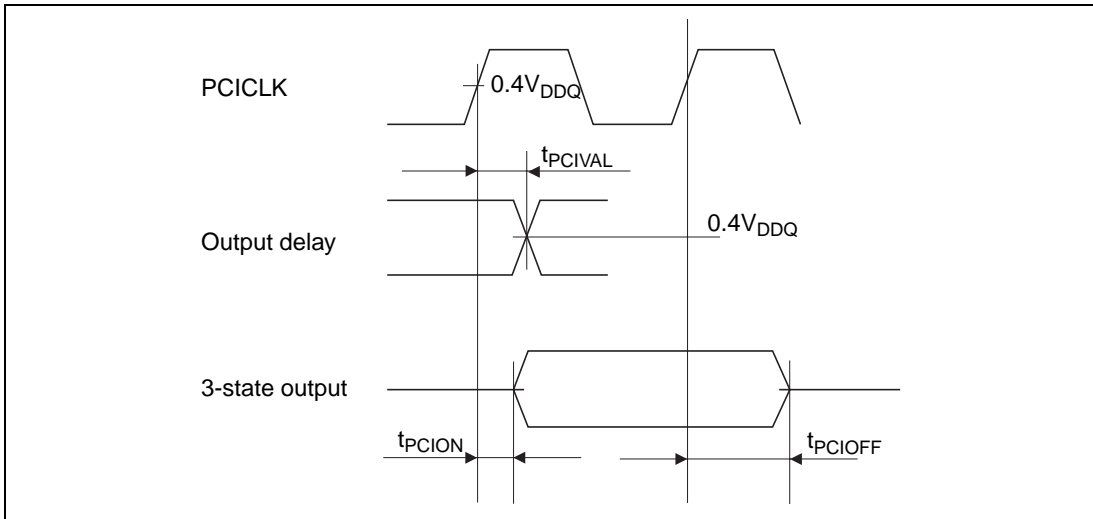 PCICLK
0.4VDDQ
tPCIVAL
Output delay
0.4VDDQ
3-state output
tPCION
tPCIOFF